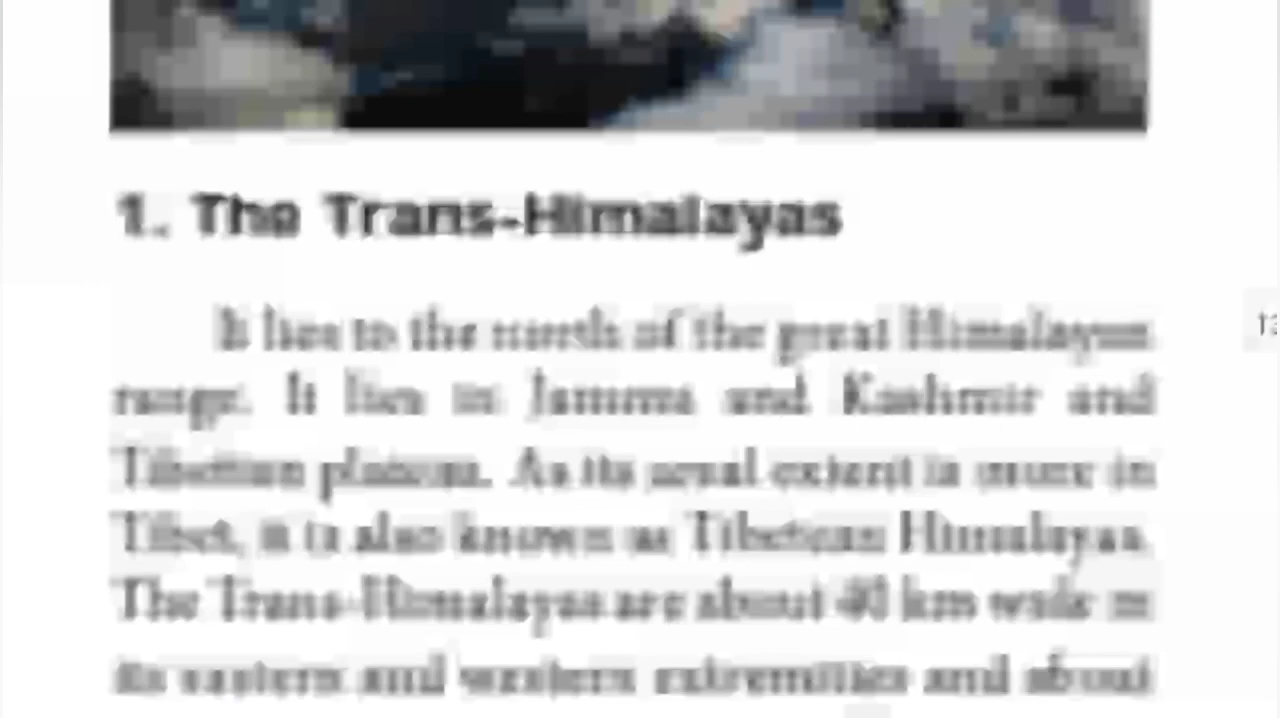 1. The Trans-Himalayas
It lies to the north of the great Himalayan
range. It lies in Jammu and Kashmir and
Tibetan plateau. As its areal extent is more in
Tibet, it is also known as Tibetean Himalayas.
The Trans-Himalayas are about 40 km wide in
its eastern and western extremities and about